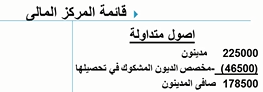 قائمة المركز المالى
اصول متداولة
225000 مدينون
(46500) -مخصص الديون المشكوك في تحصيلها
178500 صافى المدينون